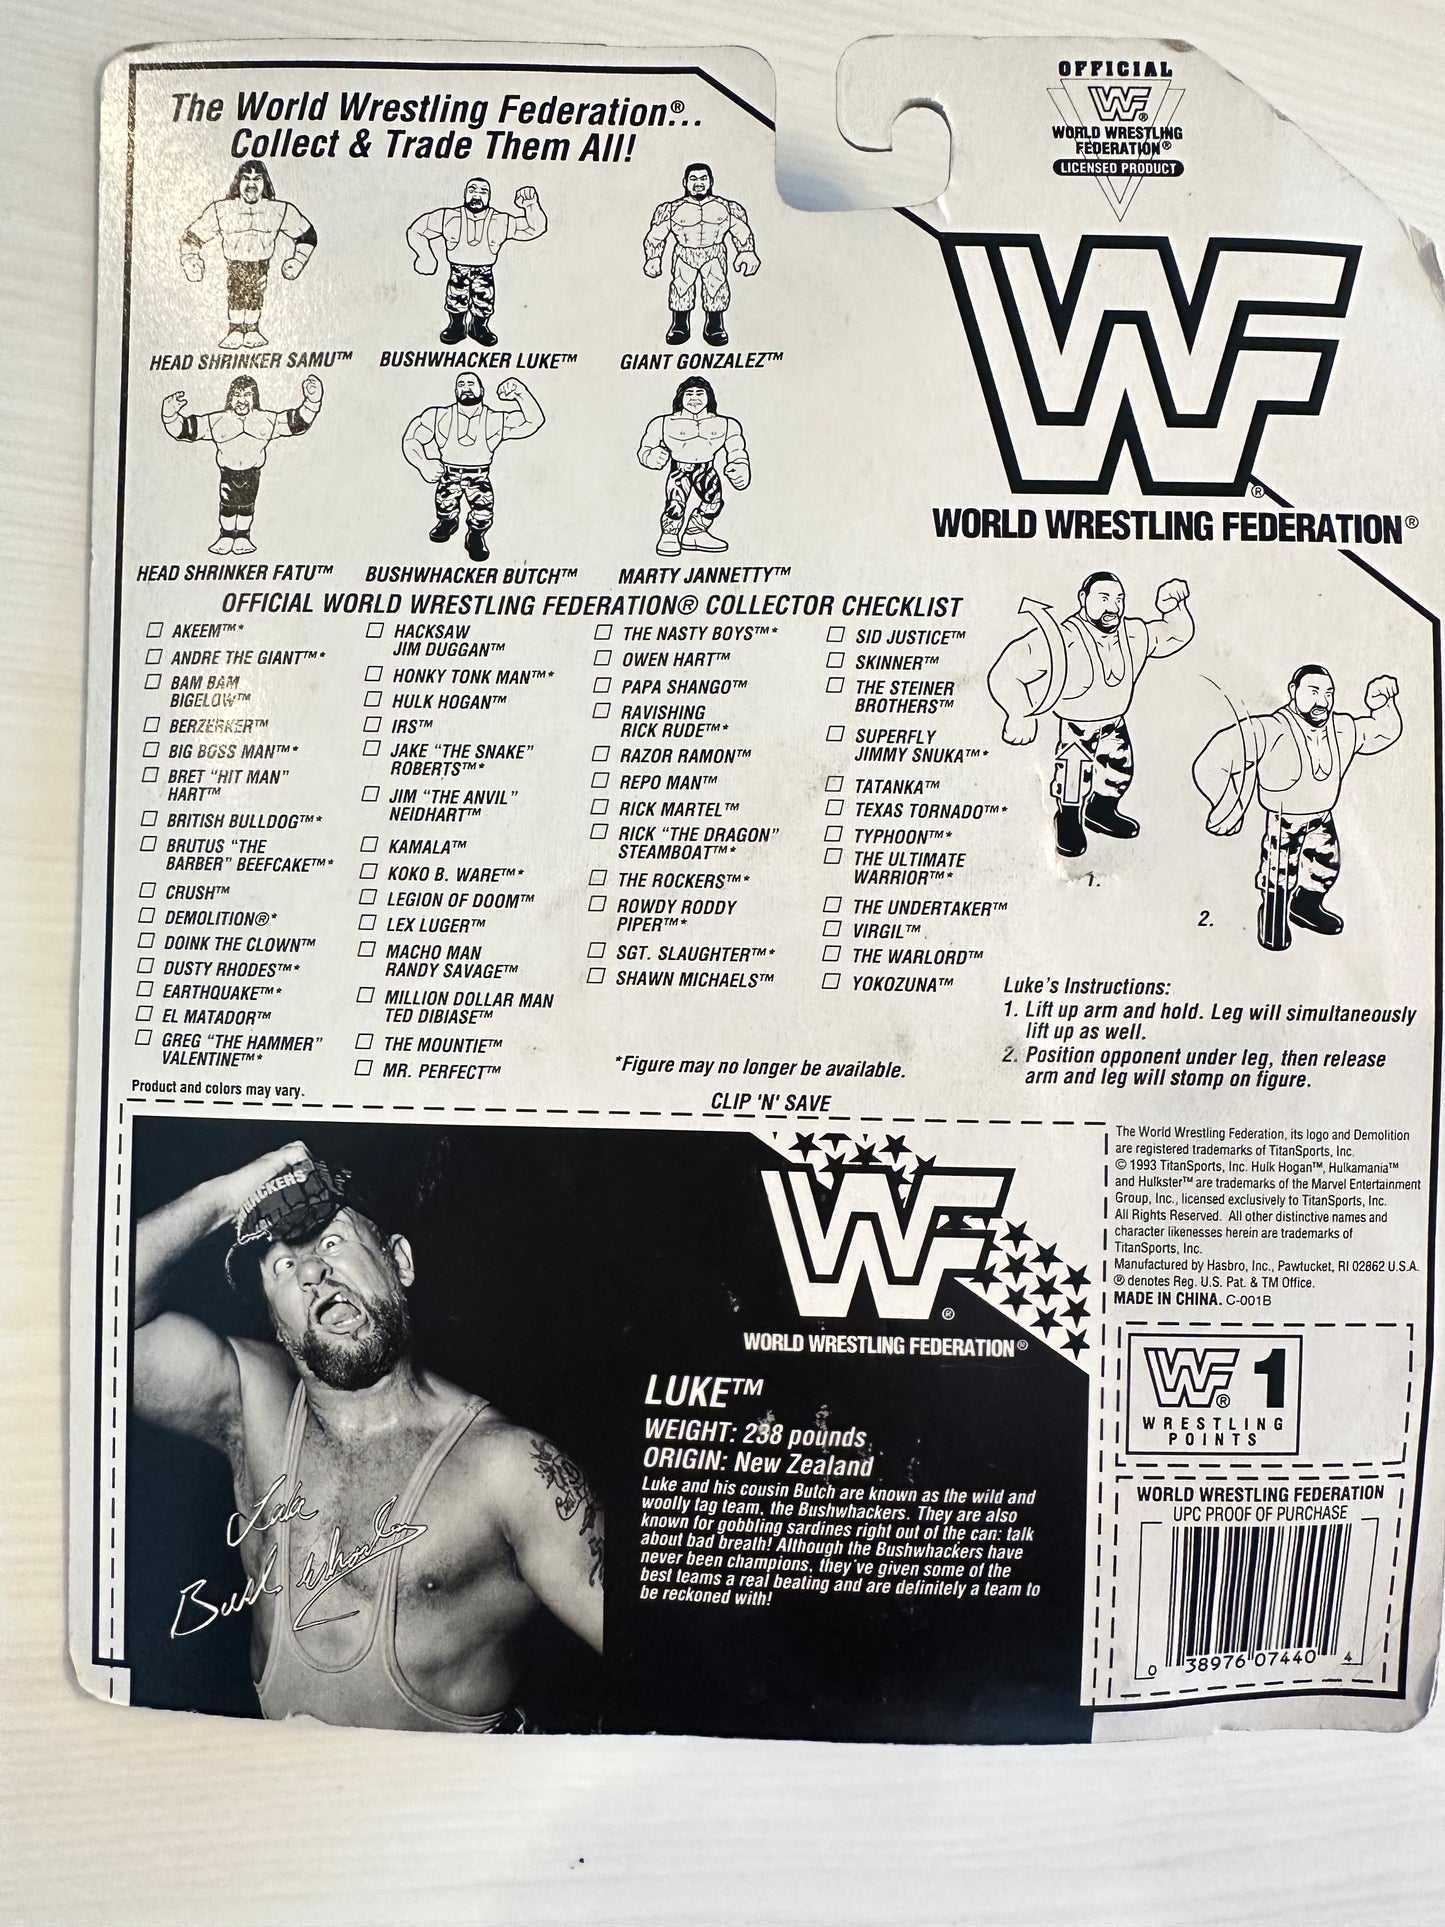 The World Wrestling Federation®...
Collect & Trade Them All!
HEAD SHRINKER SAMU™
BUSHWHACKER LUKE™
GIANT GONZALEZ™
HEAD SHRINKER FATU™
BUSHWHACKER BUTCH™
MARTY JANNETTY™
OFFICIAL
WF®
WORLD WRESTLING
FEDERATION®
LICENSED PRODUCT
WF®
WORLD WRESTLING FEDERATION®
OFFICIAL WORLD WRESTLING FEDERATION® COLLECTOR CHECKLIST
AKEEM™*
ANDRE THE GIANT™*
BAM BAM
BIGELOW™
BERZERKER™
BIG BOSS MAN™*
BRET "HIT MAN"
HART™
BRITISH BULLDOG™*
BRUTUS "THE
BARBER" BEEFCAKE™*
CRUSH™
DEMOLITION®*
DOINK THE CLOWN™
DUSTY RHODES™*
EARTHQUAKE™*
EL MATADOR™
GREG "THE HAMMER"
VALENTINE™*
HACKSAW
JIM DUGGAN™
HONKY TONK MAN™*
HULK HOGAN™
IRS™
JAKE "THE SNAKE"
ROBERTS™*
JIM "THE ANVIL"
NEIDHART™
KAMALA™
KOKO B. WARE™*
LEGION OF DOOM™
LEX LUGER™
MACHO MAN
RANDY SAVAGE™
MILLION DOLLAR MAN
TED DIBIASE™
THE MOUNTIE™
MR. PERFECT™
THE NASTY BOYS™*
OWEN HART™
PAPA SHANGO™
RAVISHING
RICK RUDE™*
RAZOR RAMON™
REPO MAN™
RICK MARTEL™
RICK "THE DRAGON"
STEAMBOAT™*
THE ROCKERS™*
ROWDY RODDY
PIPER™*
SGT. SLAUGHTER™*
SHAWN MICHAELS™
SID JUSTICE™
SKINNER™
THE STEINER
BROTHERS™
SUPERFLY
JIMMY SNUKA™*
TATANKA™
TEXAS TORNADO™*
TYPHOON™*
THE ULTIMATE
WARRIOR™*
THE UNDERTAKER™
VIRGIL™
THE WARLORD™
YOKOZUNA™
*Figure may no longer be available.
Product and colors may vary.
1.
2.
Luke's Instructions:
1. Lift up arm and hold. Leg will simultaneously
lift up as well.
2. Position opponent under leg, then release
arm and leg will stomp on figure.
CLIP 'N' SAVE
WF®
WORLD WRESTLING FEDERATION®
LUKE™
WEIGHT: 238 pounds
ORIGIN: New Zealand
Luke and his cousin Butch are known as the wild and
woolly tag team, the Bushwhackers. They are also
known for gobbling sardines right out of the can: talk
about bad breath! Although the Bushwhackers have
never been champions, they've given some of the
best teams a real beating and are definitely a team to
be reckoned with!
The World Wrestling Federation, its logo and Demolition
are registered trademarks of TitanSports, Inc.
© 1993 TitanSports, Inc. Hulk Hogan™, Hulkamania™
and Hulkster™ are trademarks of the Marvel Entertainment
Group, Inc., licensed exclusively to TitanSports, Inc.
All Rights Reserved. All other distinctive names and
character likenesses herein are trademarks of
TitanSports, Inc.
Manufactured by Hasbro, Inc., Pawtucket, RI 02862 U.S.A.
® denotes Reg. U.S. Pat. & TM Office.
MADE IN CHINA. C-001B
WF® 1
WRESTLING
POINTS
WORLD WRESTLING FEDERATION
UPC PROOF OF PURCHASE
0 38976 07440 4